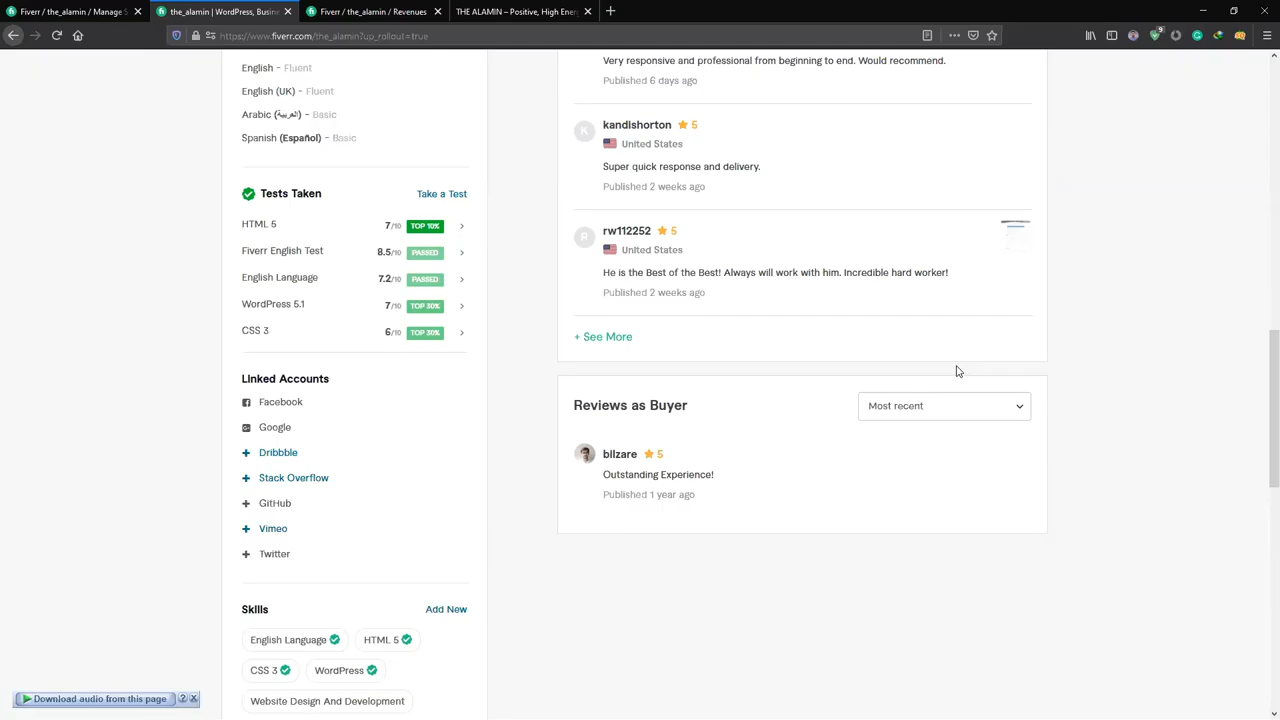 Fiverr / the_alamin / Manage S
the_alamin | WordPress, Busin
Fiverr / the_alamin / Revenues
THE ALAMIN – Positive, High Energ
https://www.fiverr.com/the_alamin?up_rollout=true
English – Fluent
English (UK) – Fluent
Arabic (العربية) – Basic
Spanish (Español) – Basic
Tests Taken
Take a Test
HTML 5 7/10 TOP 10%
Fiverr English Test 8.5/10 PASSED
English Language 7.2/10 PASSED
WordPress 5.1 7/10 TOP 30%
CSS 3 6/10 TOP 30%
Linked Accounts
Facebook
Google
Dribbble
Stack Overflow
GitHub
Vimeo
Twitter
Skills
Add New
English Language
HTML 5
CSS 3
WordPress
Website Design And Development
Very responsive and professional from beginning to end. Would recommend.
Published 6 days ago
K
kandishorton 5
United States
Super quick response and delivery.
Published 2 weeks ago
R
rw112252 5
United States
He is the Best of the Best! Always will work with him. Incredible hard worker!
Published 2 weeks ago
+ See More
Reviews as Buyer
Most recent
bilzare 5
Outstanding Experience!
Published 1 year ago
Download audio from this page ? X